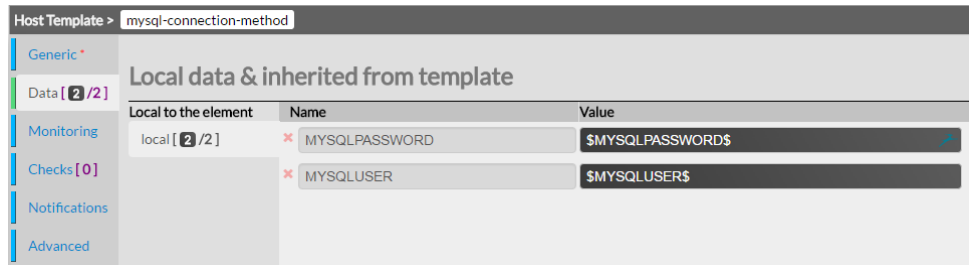 Host Template > mysql-connection-method
Generic *
Data [ 2 /2 ]
Monitoring
Checks [ 0 ]
Notifications
Advanced
Local data & inherited from template
Local to the element Name Value
local [ 2 /2 ] × MYSQLPASSWORD $MYSQLPASSWORD$
× MYSQLUSER $MYSQLUSER$